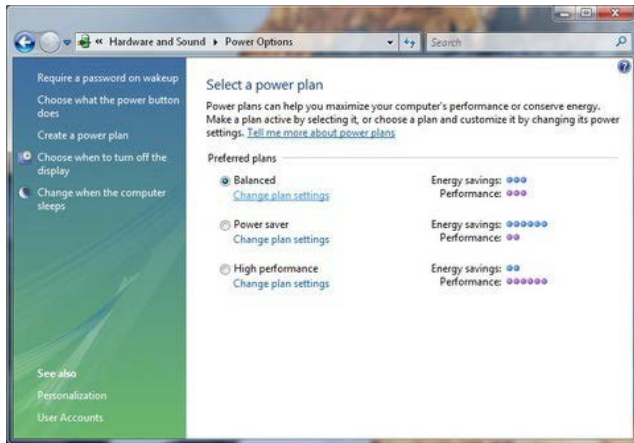 « Hardware and Sound ▸ Power Options
Search
Require a password on wakeup
Choose what the power button
does
Create a power plan
Choose when to turn off the
display
Change when the computer
sleeps
See also
Personalization
User Accounts
Select a power plan
Power plans can help you maximize your computer's performance or conserve energy.
Make a plan active by selecting it, or choose a plan and customize it by changing its power
settings. Tell me more about power plans
Preferred plans
Balanced Energy savings:
Change plan settings Performance:
Power saver Energy savings:
Change plan settings Performance:
High performance Energy savings:
Change plan settings Performance: